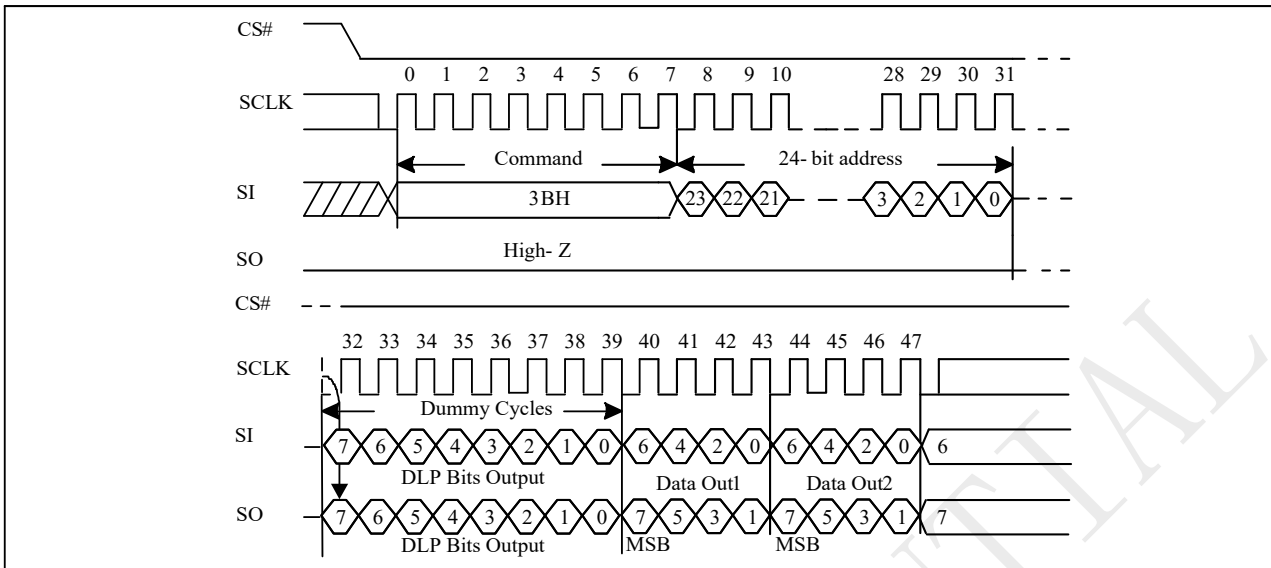 CS#
0 1 2 3 4 5 6 7 8 9 10 28 29 30 31
SCLK
Command 24- bit address
SI 3BH 23 22 21 3 2 1 0
High- Z
SO
CS#
32 33 34 35 36 37 38 39 40 41 42 43 44 45 46 47
SCLK
Dummy Cycles
SI 7 6 5 4 3 2 1 0 6 4 2 0 6 4 2 0 6
DLP Bits Output Data Out1 Data Out2
SO 7 6 5 4 3 2 1 0 7 5 3 1 7 5 3 1 7
DLP Bits Output MSB MSB
NTIAL